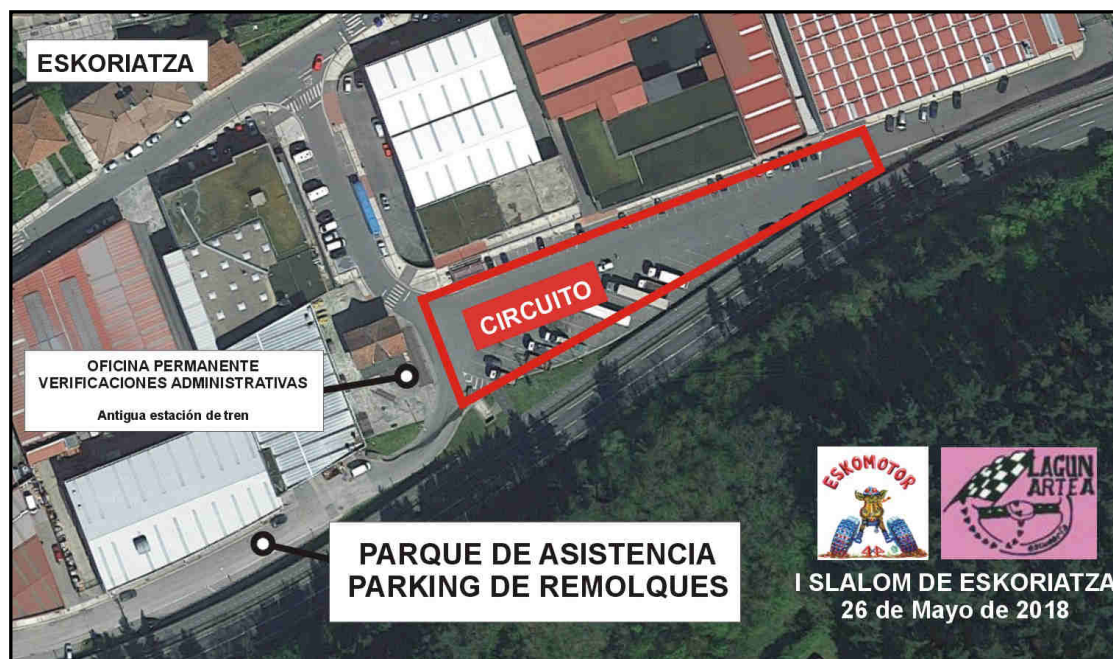 ESKORIATZA
CIRCUITO
OFICINA PERMANENTE
VERIFICACIONES ADMINISTRATIVAS
Antigua estación de tren
PARQUE DE ASISTENCIA
PARKING DE REMOLQUES
ESKOMOTOR
LAGUN
ARTEA
I SLALOM DE ESKORIATZA
26 de Mayo de 2018